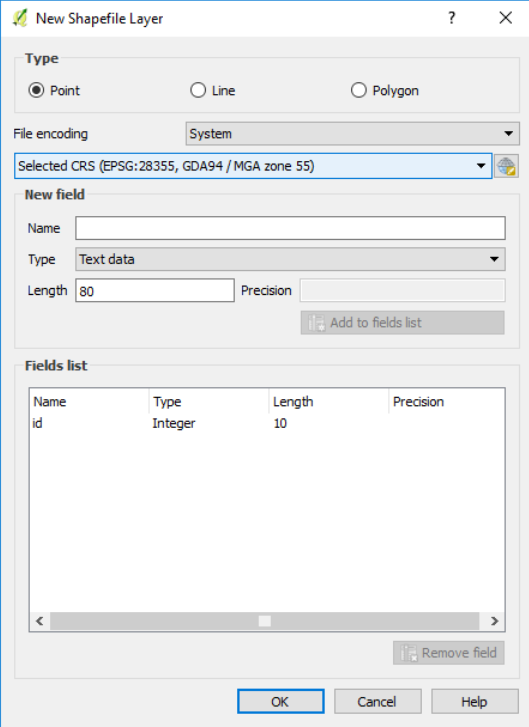 New Shapefile Layer ?
Type
Point Line Polygon
File encoding System
Selected CRS (EPSG:28355, GDA94 / MGA zone 55)
New field
Name
Type Text data
Length 80 Precision
Add to fields list
Fields list
Name Type Length Precision
id Integer 10
Remove field
OK Cancel Help